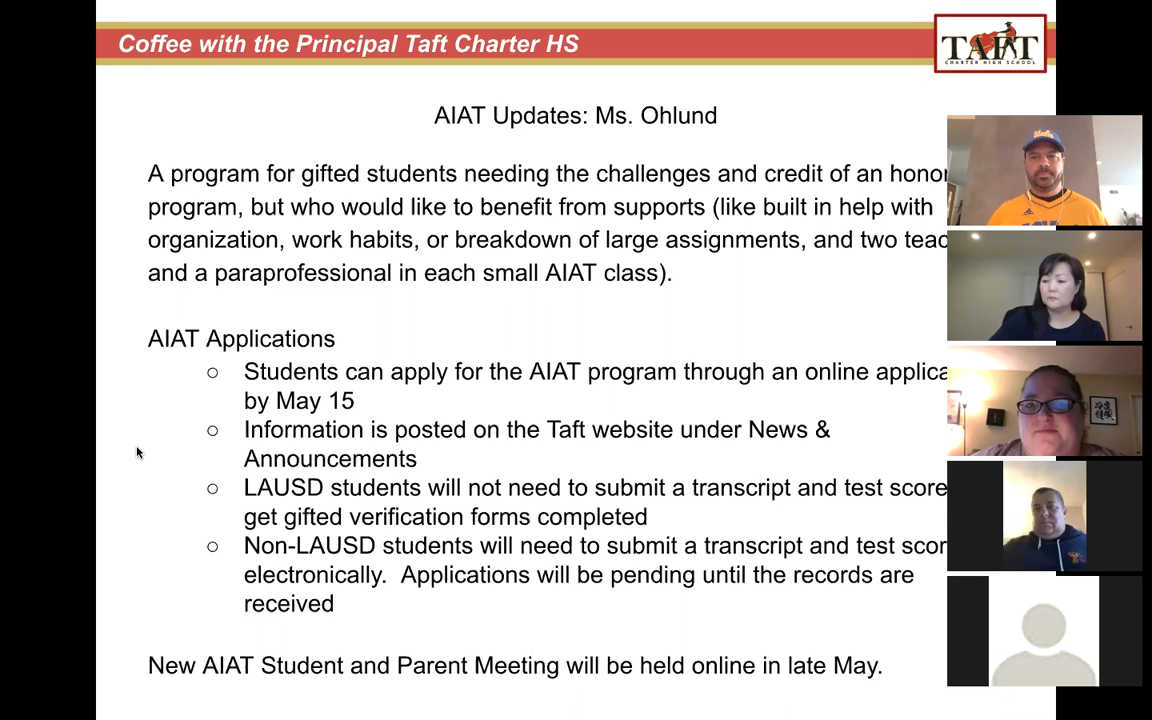 Coffee with the Principal Taft Charter HS
TAFT
CHARTER HIGH SCHOOL
AIAT Updates: Ms. Ohlund
A program for gifted students needing the challenges and credit of an honor
program, but who would like to benefit from supports (like built in help with
organization, work habits, or breakdown of large assignments, and two teac
and a paraprofessional in each small AIAT class).
AIAT Applications
○ Students can apply for the AIAT program through an online applica
by May 15
○ Information is posted on the Taft website under News &
Announcements
○ LAUSD students will not need to submit a transcript and test score
get gifted verification forms completed
○ Non-LAUSD students will need to submit a transcript and test scor
electronically.  Applications will be pending until the records are
received
New AIAT Student and Parent Meeting will be held online in late May.
Ucla